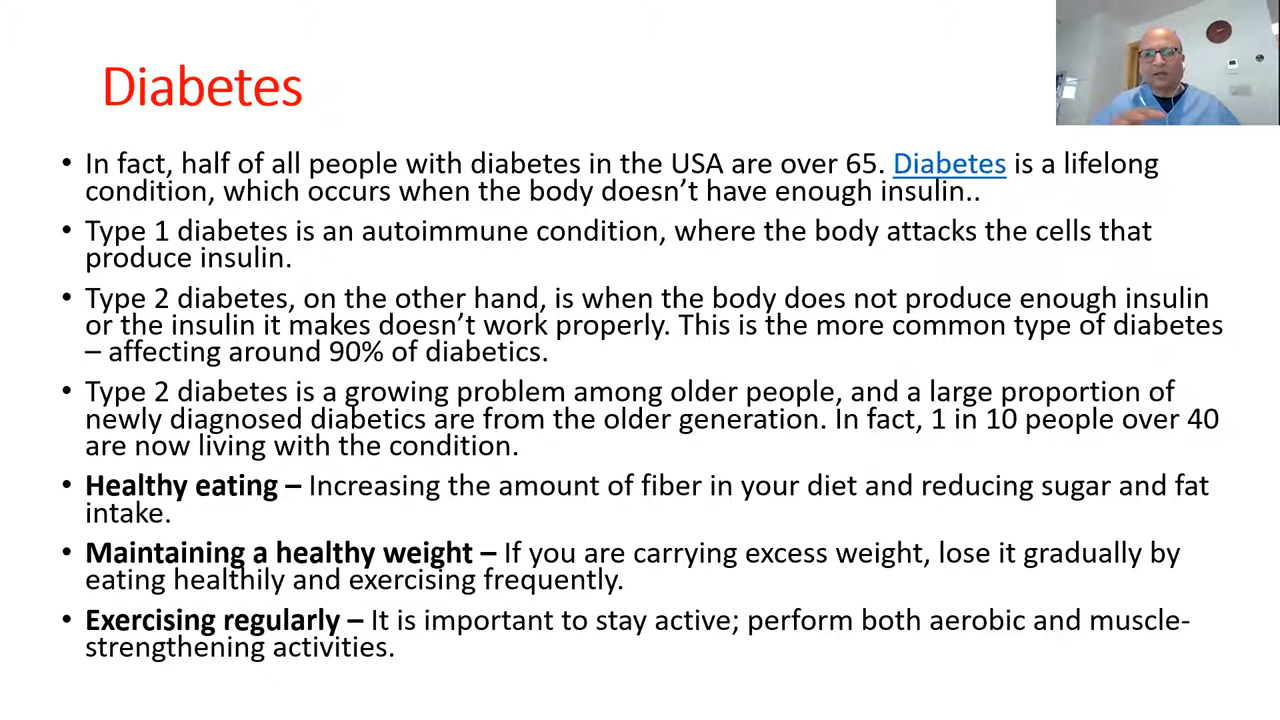 Diabetes
• In fact, half of all people with diabetes in the USA are over 65. Diabetes is a lifelong
condition, which occurs when the body doesn’t have enough insulin..
• Type 1 diabetes is an autoimmune condition, where the body attacks the cells that
produce insulin.
• Type 2 diabetes, on the other hand, is when the body does not produce enough insulin
or the insulin it makes doesn’t work properly. This is the more common type of diabetes
– affecting around 90% of diabetics.
• Type 2 diabetes is a growing problem among older people, and a large proportion of
newly diagnosed diabetics are from the older generation. In fact, 1 in 10 people over 40
are now living with the condition.
• Healthy eating – Increasing the amount of fiber in your diet and reducing sugar and fat
intake.
• Maintaining a healthy weight – If you are carrying excess weight, lose it gradually by
eating healthily and exercising frequently.
• Exercising regularly – It is important to stay active; perform both aerobic and muscle-
strengthening activities.